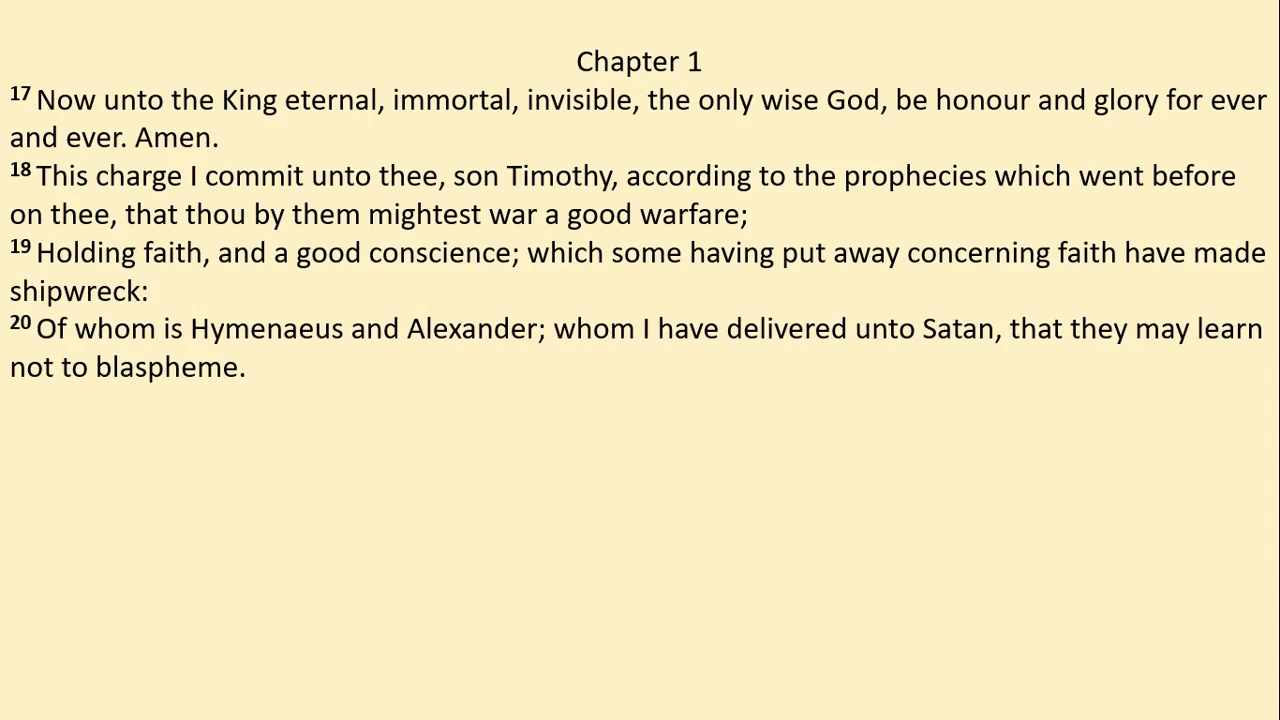 Chapter 1
17 Now unto the King eternal, immortal, invisible, the only wise God, be honour and glory for ever
and ever. Amen.
18 This charge I commit unto thee, son Timothy, according to the prophecies which went before
on thee, that thou by them mightest war a good warfare;
19 Holding faith, and a good conscience; which some having put away concerning faith have made
shipwreck:
20 Of whom is Hymenaeus and Alexander; whom I have delivered unto Satan, that they may learn
not to blaspheme.